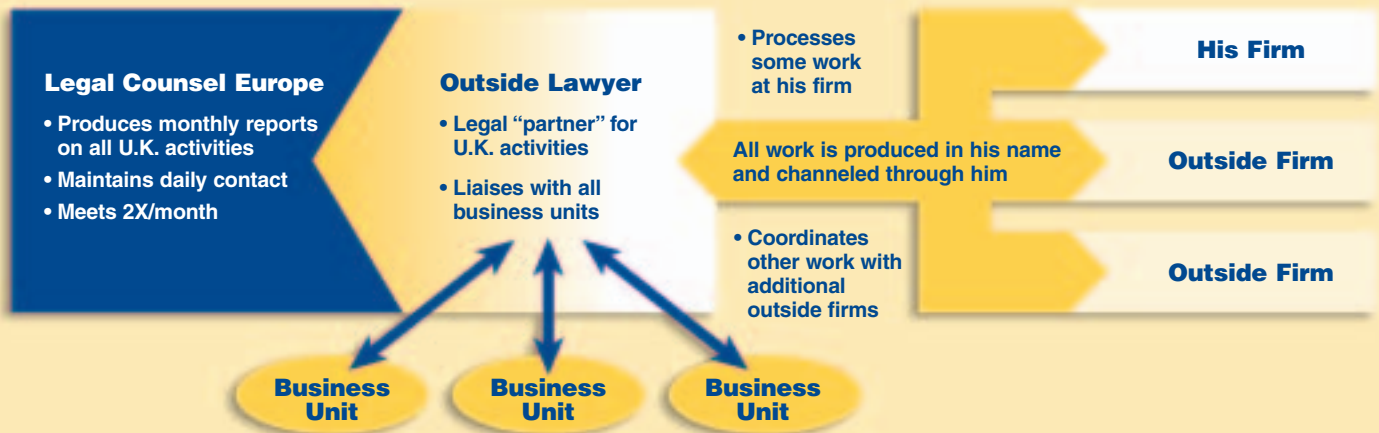 Legal Counsel Europe
• Produces monthly reports
on all U.K. activities
• Maintains daily contact
• Meets 2X/month
Outside Lawyer
• Legal “partner” for
U.K. activities
• Liaises with all
business units
• Processes
some work
at his firm
All work is produced in his name
and channeled through him
• Coordinates
other work with
additional
outside firms
His Firm
Outside Firm
Outside Firm
Business
Unit
Business
Unit
Business
Unit